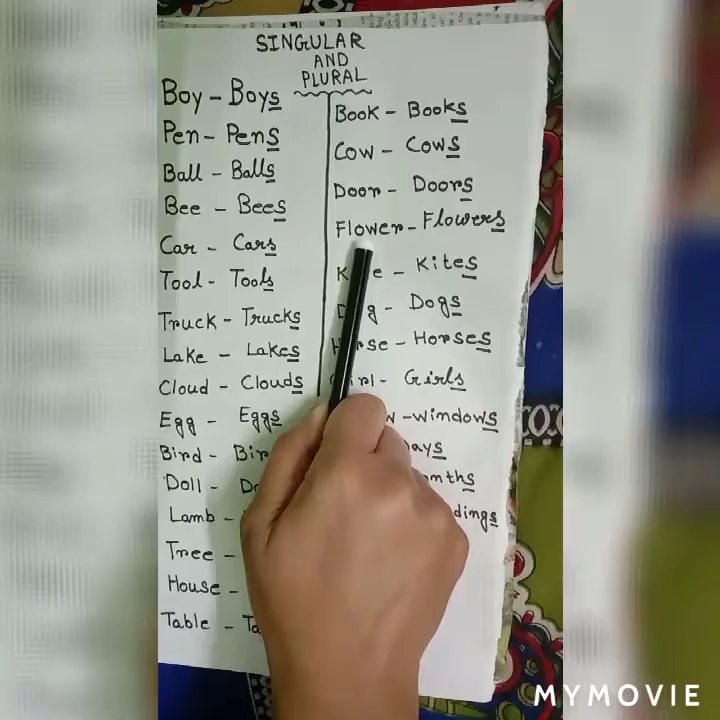 SINGULAR
AND
PLURAL
Boy - Boys
Pen - Pens
Ball - Balls
Bee - Bees
Car - Cars
Tool - Tools
Truck - Trucks
Lake - Lakes
Cloud - Clouds
Egg - Eggs
Bird -
Doll -
Lamb -
Tree -
House -
Table -
Book - Books
Cow - Cows
Door - Doors
Flower - Flowers
- Kites
- Dogs
- Horses
- Girls
- Windows
MYMOVIE